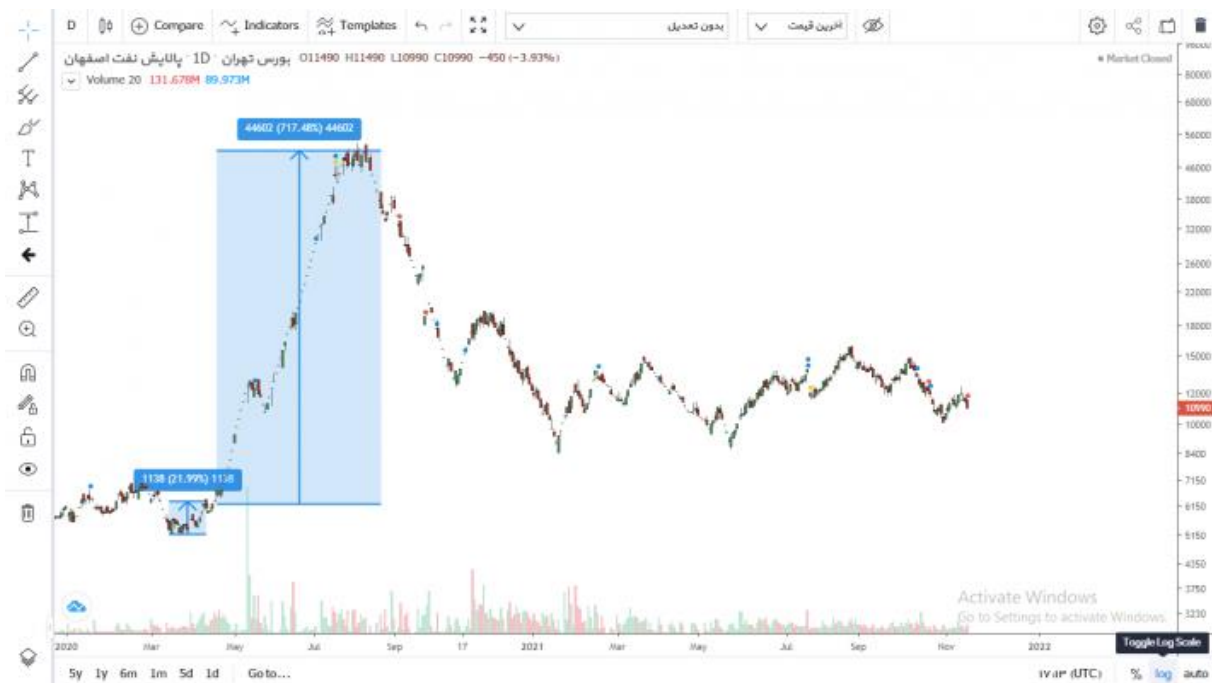 D Compare Indicators Templates بدون تعدیل آخرین قیمت
پالایش نفت اصفهان · 1D · بورس تهران O11490 H11490 L10990 C10990 −450 (−3.93%)
Market Closed
Volume 20 131.678M 89.973M
80000
68000
44602 (717.48%) 44602
56000
46000
38000
32000
26000
22000
18000
15000
12000
10990
10000
8400
1138 (21.99%) 1138
7150
6150
5150
4350
3750
3230
Activate Windows
Go to Settings to activate Windows.
2020 Mar May Jul Sep 17 2021 Mar May Jul Sep Nov 2022
Toggle Log Scale
5y 1y 6m 1m 5d 1d Go to... (UTC) % log auto